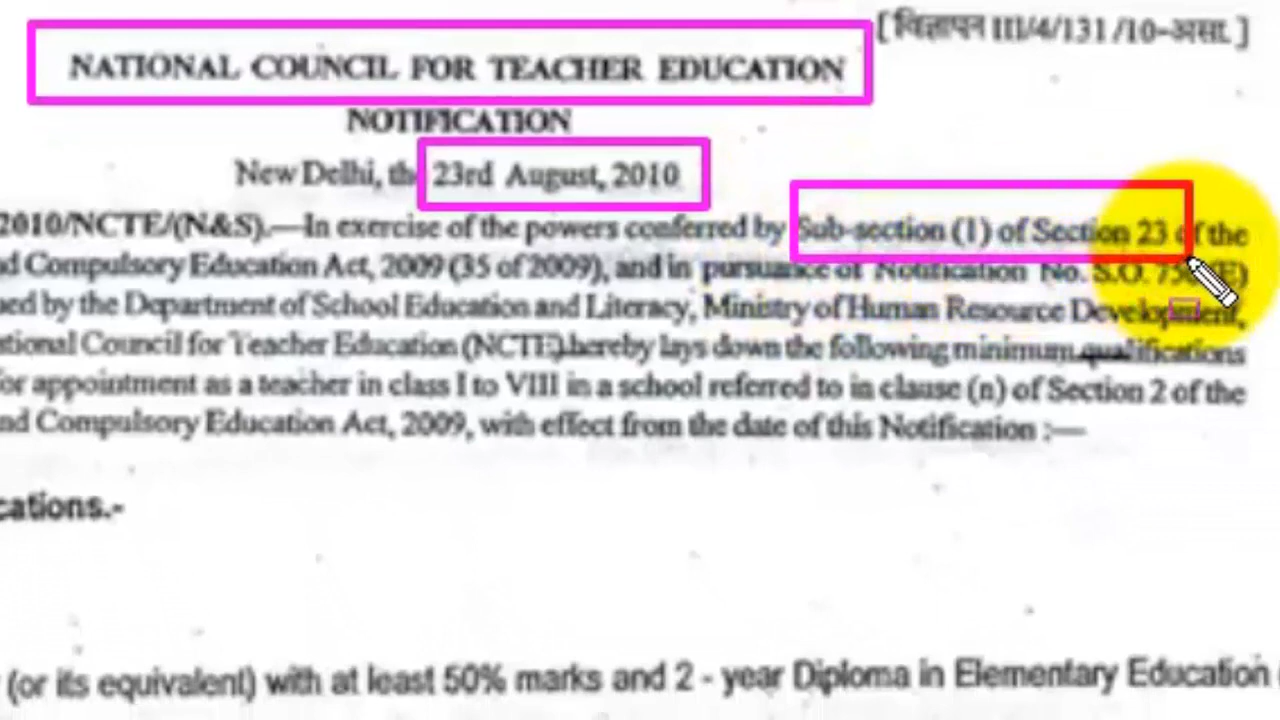 [ विज्ञापन III/4/131/10-असा. ]
NATIONAL COUNCIL FOR TEACHER EDUCATION
NOTIFICATION
New Delhi, th 23rd August, 2010
2010/NCTE/(N&S).—In exercise of the powers conferred by Sub-section (1) of Section 23 of the
d Compulsory Education Act, 2009 (35 of 2009), and in pursuance of Notification No. S.O. (E)
ued by the Department of School Education and Literacy, Ministry of Human Resource Development,
tional Council for Teacher Education (NCTE) hereby lays down the following minimum qualifications
or appointment as a teacher in class I to VIII in a school referred to in clause (n) of Section 2 of the
nd Compulsory Education Act, 2009, with effect from the date of this Notification :—
cations.-
(or its equivalent) with at least 50% marks and 2 - year Diploma in Elementary Education (